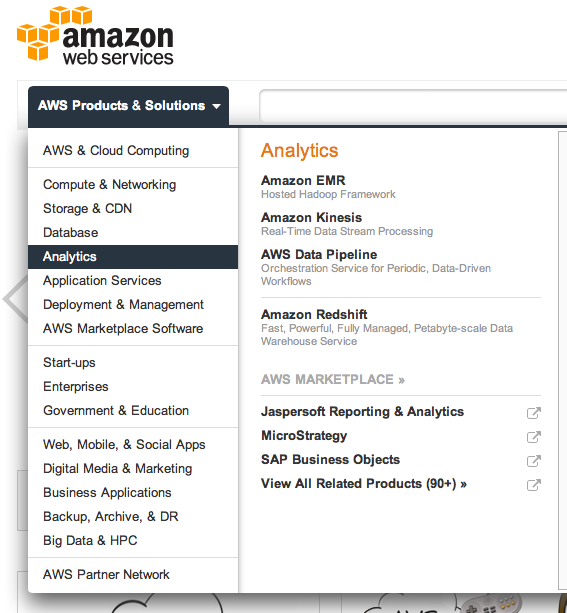 amazon
web services
AWS Products & Solutions
AWS & Cloud Computing
Compute & Networking
Storage & CDN
Database
Analytics
Application Services
Deployment & Management
AWS Marketplace Software
Start-ups
Enterprises
Government & Education
Web, Mobile, & Social Apps
Digital Media & Marketing
Business Applications
Backup, Archive, & DR
Big Data & HPC
AWS Partner Network
Analytics
Amazon EMR
Hosted Hadoop Framework
Amazon Kinesis
Real-Time Data Stream Processing
AWS Data Pipeline
Orchestration Service for Periodic, Data-Driven
Workflows
Amazon Redshift
Fast, Powerful, Fully Managed, Petabyte-scale Data
Warehouse Service
AWS MARKETPLACE »
Jaspersoft Reporting & Analytics
MicroStrategy
SAP Business Objects
View All Related Products (90+) »